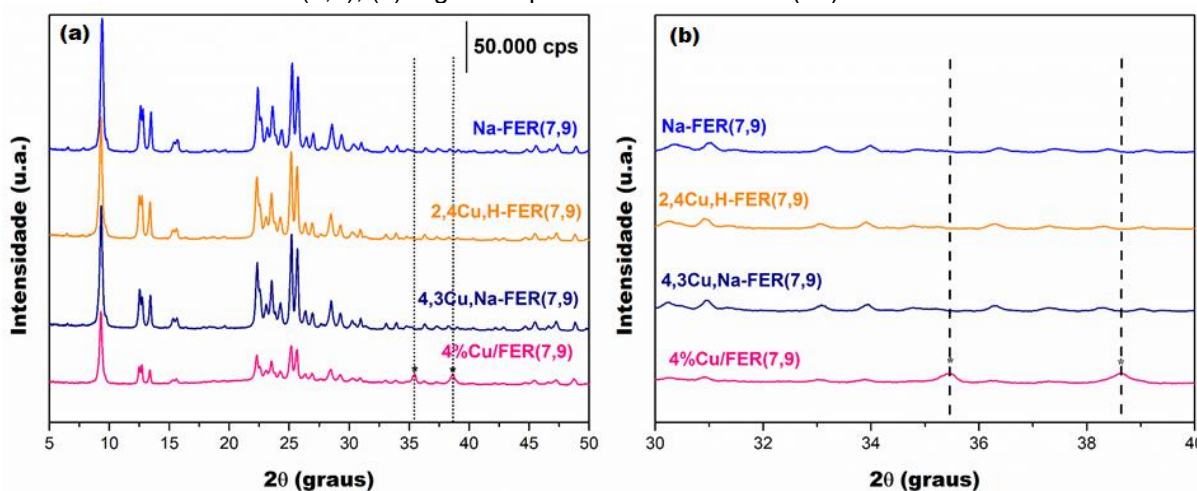 (a)
50.000 cps
Na-FER(7,9)
2,4Cu,H-FER(7,9)
4,3Cu,Na-FER(7,9)
4%Cu/FER(7,9)
* *
Intensidade (u.a.)
5 10 15 20 25 30 35 40 45 50
2θ (graus)
(b)
Na-FER(7,9)
2,4Cu,H-FER(7,9)
4,3Cu,Na-FER(7,9)
4%Cu/FER(7,9)
* *
Intensidade (u.a.)
30 32 34 36 38 40
2θ (graus)